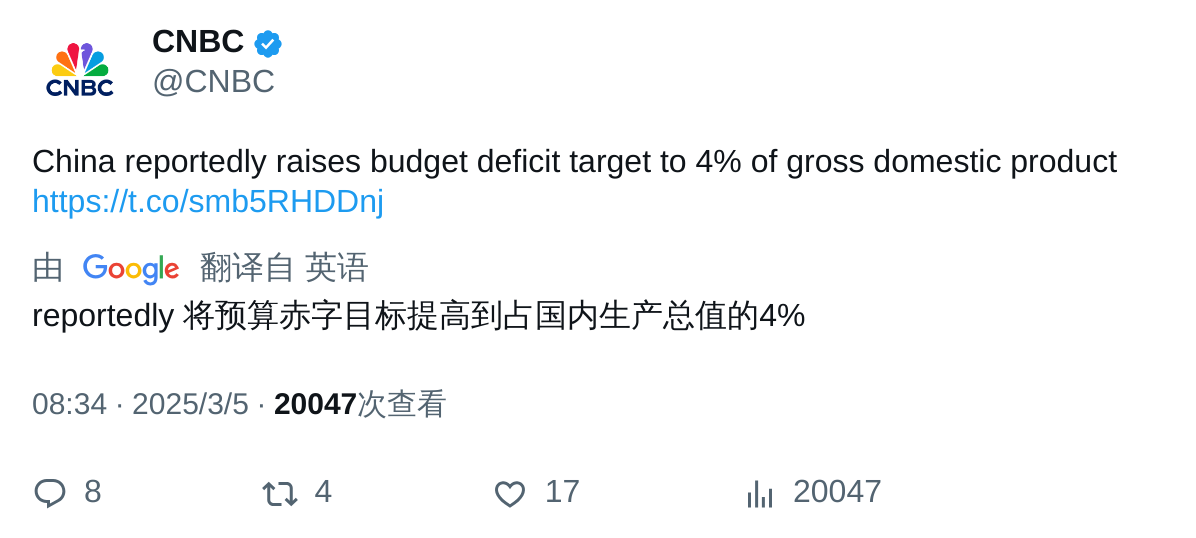 CNBC
CNBC
@CNBC
China reportedly raises budget deficit target to 4% of gross domestic product
https://t.co/smb5RHDDnj
由 Google 翻译自 英语
reportedly 将预算赤字目标提高到占国内生产总值的4%
08:34 · 2025/3/5 · 20047次查看
8 4 17 20047